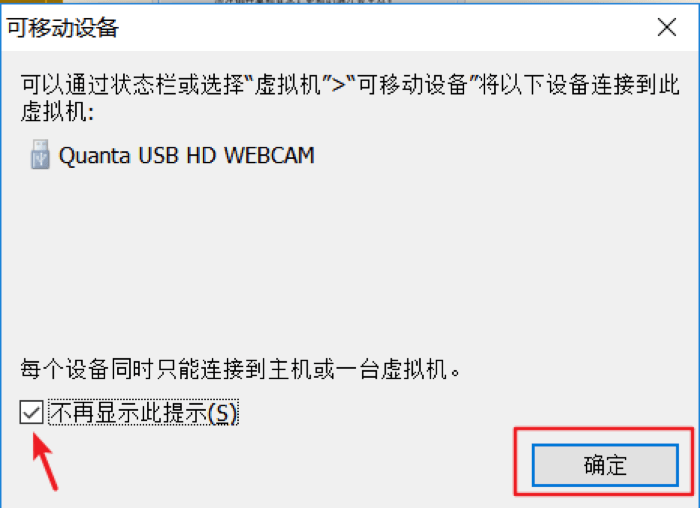 可移动设备
可以通过状态栏或选择“虚拟机”>“可移动设备”将以下设备连接到此
虚拟机:
Quanta USB HD WEBCAM
每个设备同时只能连接到主机或一台虚拟机。
不再显示此提示(S)
确定